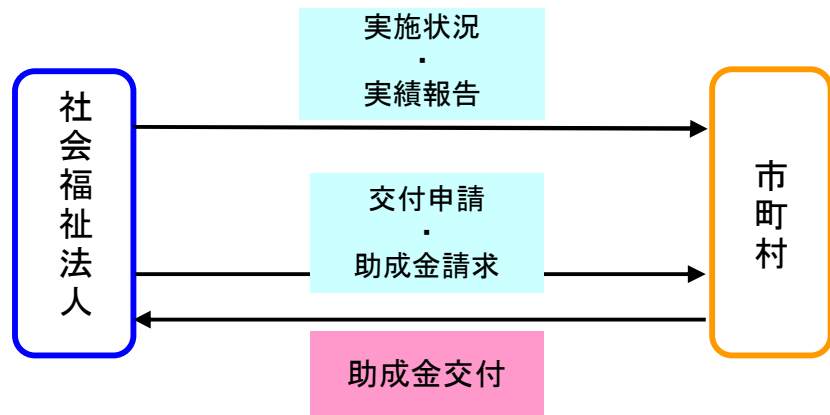 実施状況
・
実績報告
社会福祉法人
市町村
交付申請
・
助成金請求
助成金交付